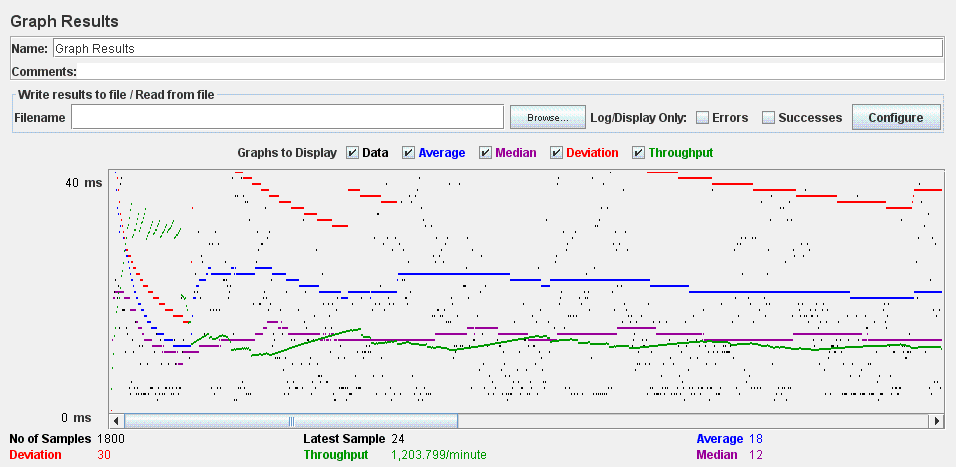 Graph Results
Name: Graph Results
Comments:
Write results to file / Read from file
Filename Browse... Log/Display Only: Errors Successes Configure
Graphs to Display Data Average Median Deviation Throughput
40 ms
0 ms
No of Samples 1800 Latest Sample 24 Average 18
Deviation 30 Throughput 1,203.799/minute Median 12